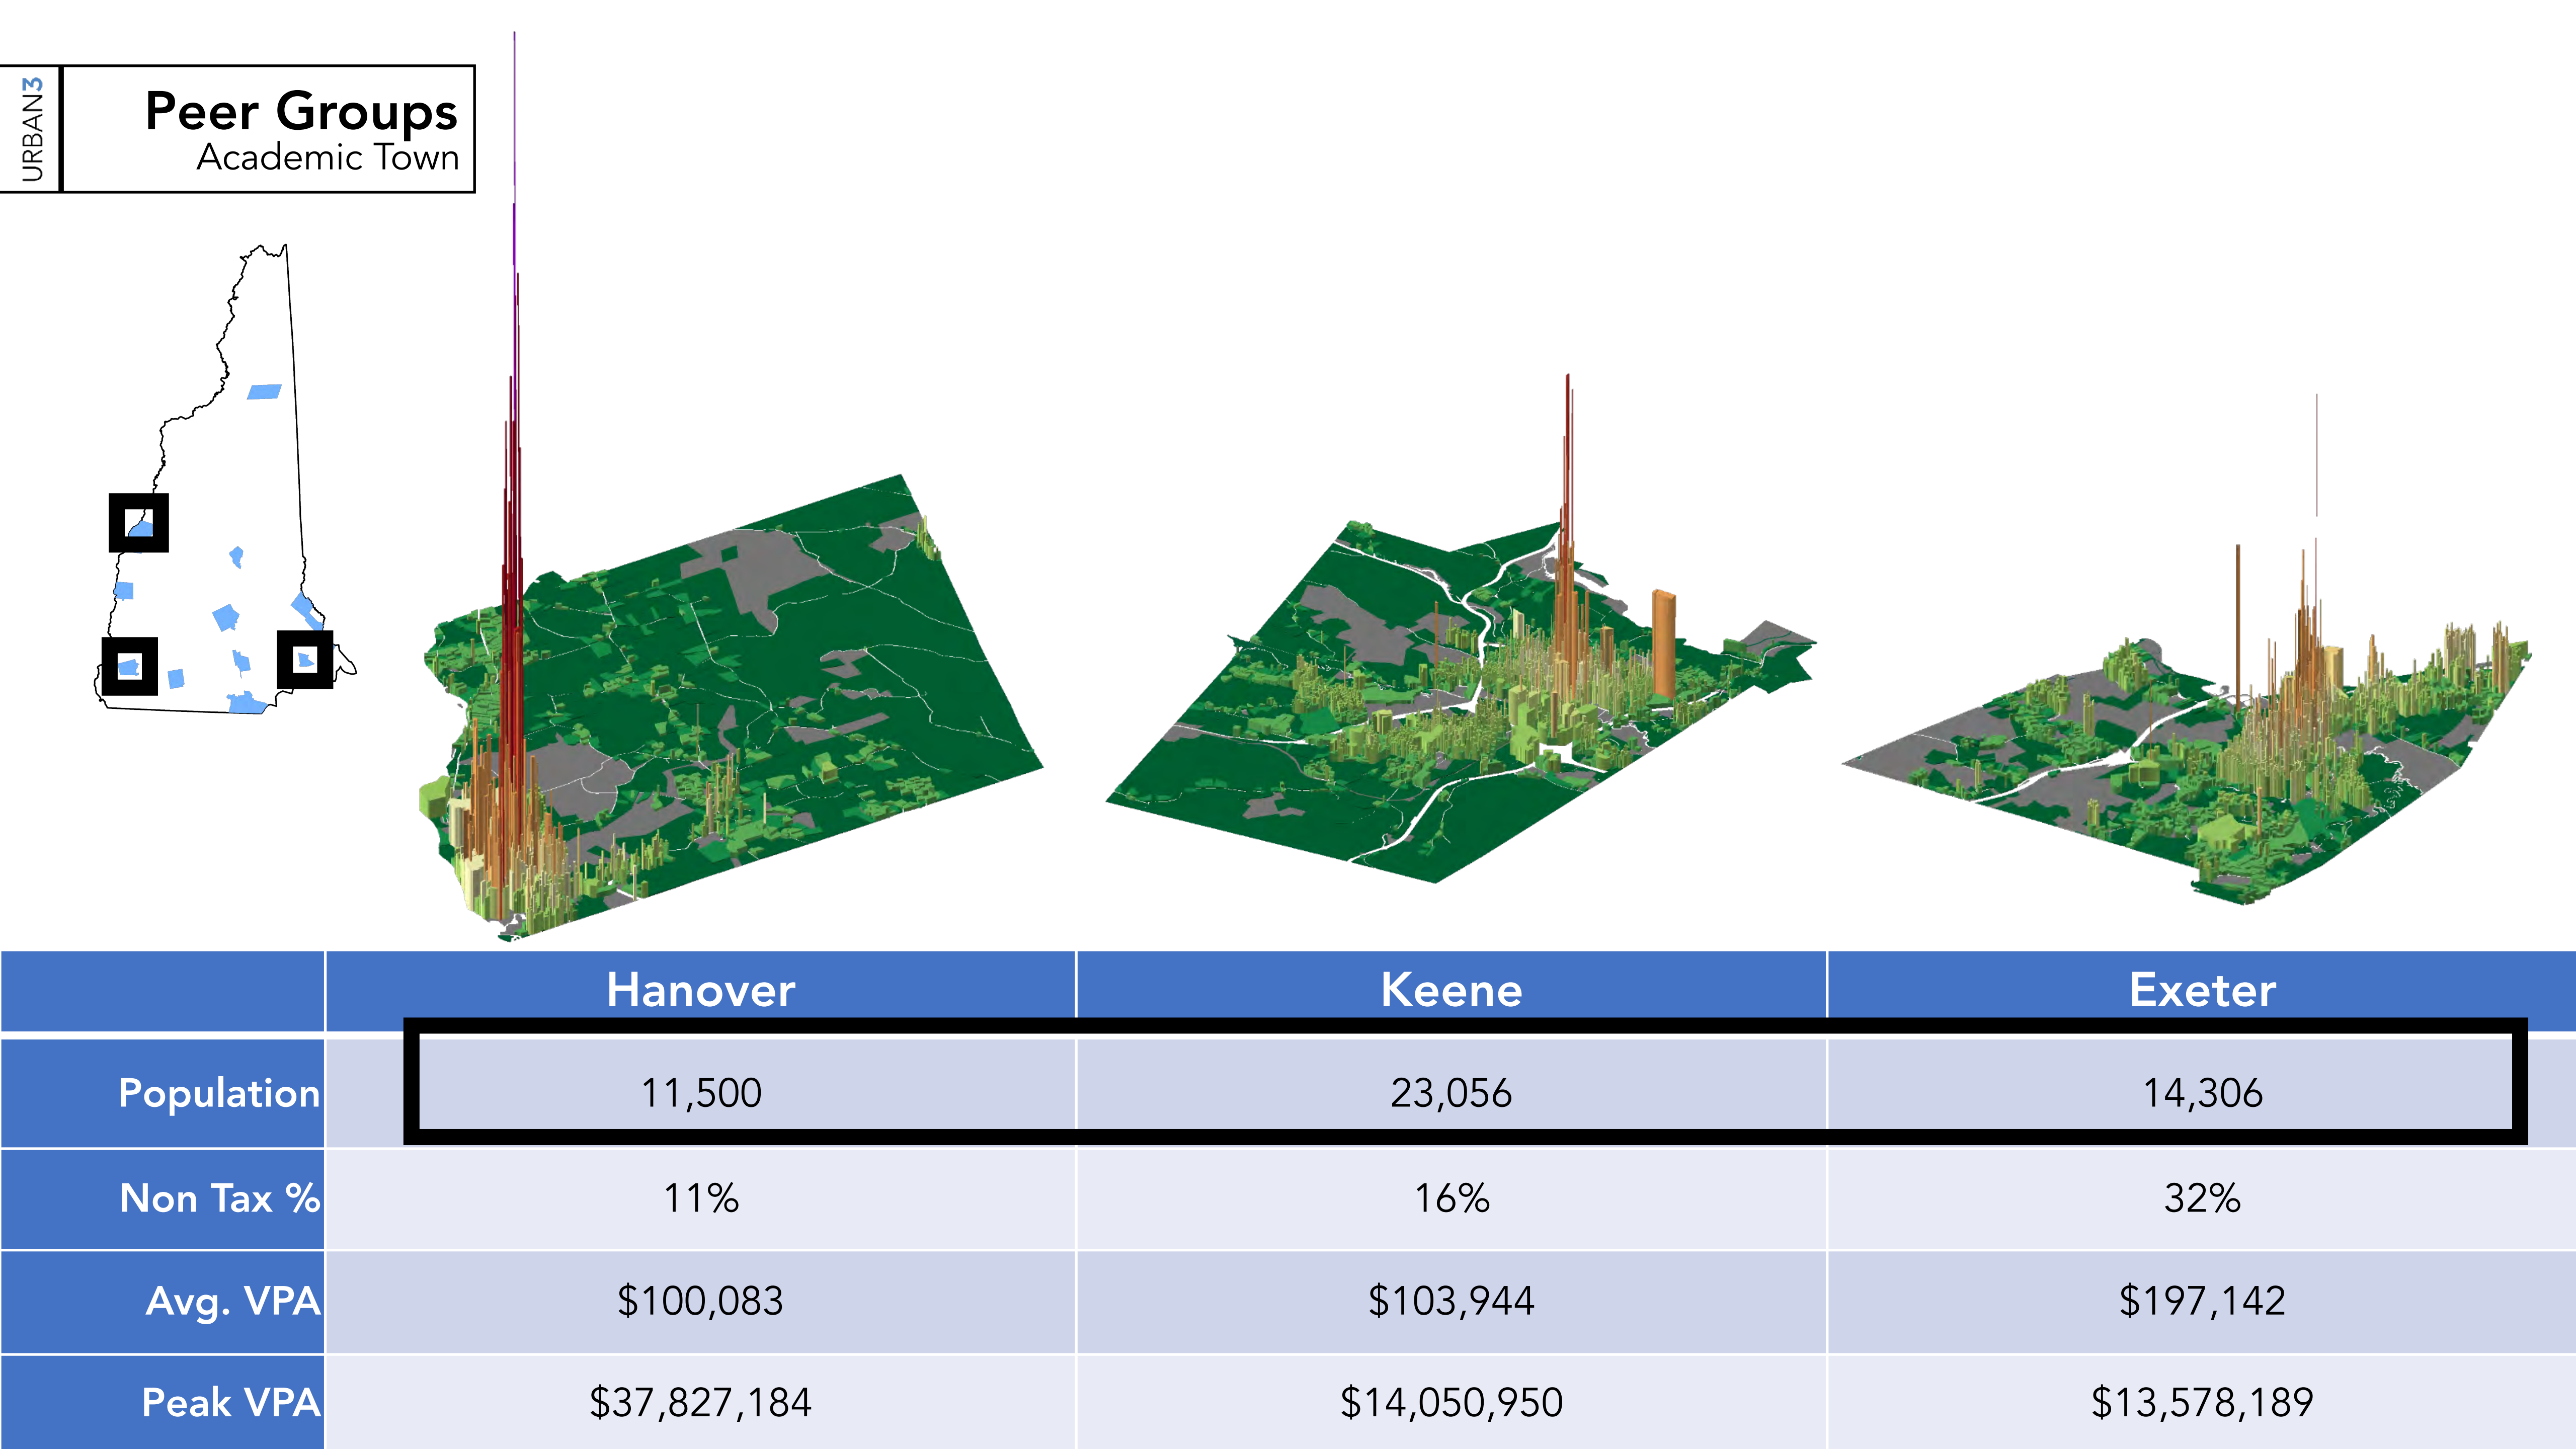 URBAN3
Peer Groups
Academic Town
Hanover Keene Exeter
Population 11,500 23,056 14,306
Non Tax % 11% 16% 32%
Avg. VPA $100,083 $103,944 $197,142
Peak VPA $37,827,184 $14,050,950 $13,578,189